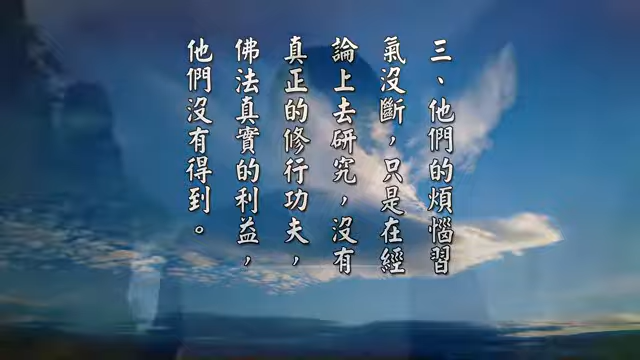 三、他們的煩惱習
氣沒斷，只是在經
論上去研究，沒有
真正的修行功夫，
佛法真實的利益，
他們沒有得到。